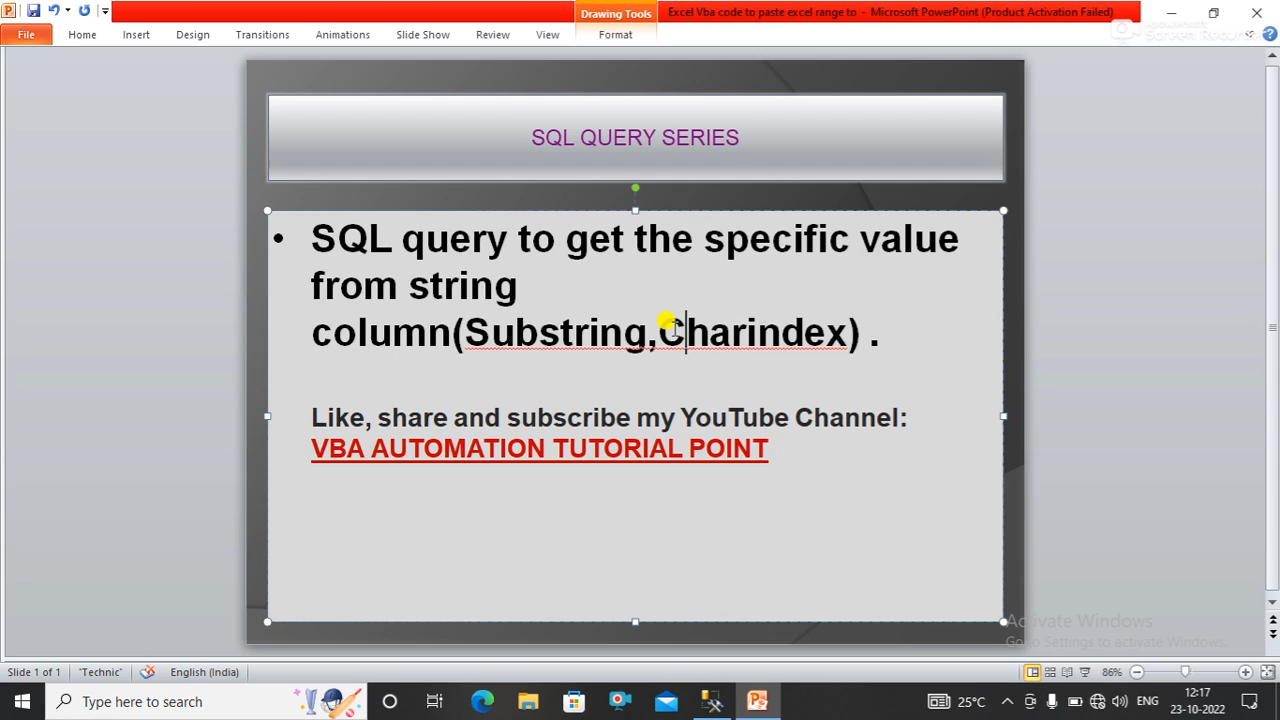 Drawing Tools
Excel Vba code to paste excel range to - Microsoft PowerPoint (Product Activation Failed)
File Home Insert Design Transitions Animations Slide Show Review View Format
Screen Recorder
SQL QUERY SERIES
• SQL query to get the specific value
from string
column(Substring,Charindex) .
Like, share and subscribe my YouTube Channel:
VBA AUTOMATION TUTORIAL POINT
Activate Windows
Go to Settings to activate Windows.
Slide 1 of 1 "Technic" English (India) 86%
Type here to search
25°C ENG
12:17
23-10-2022